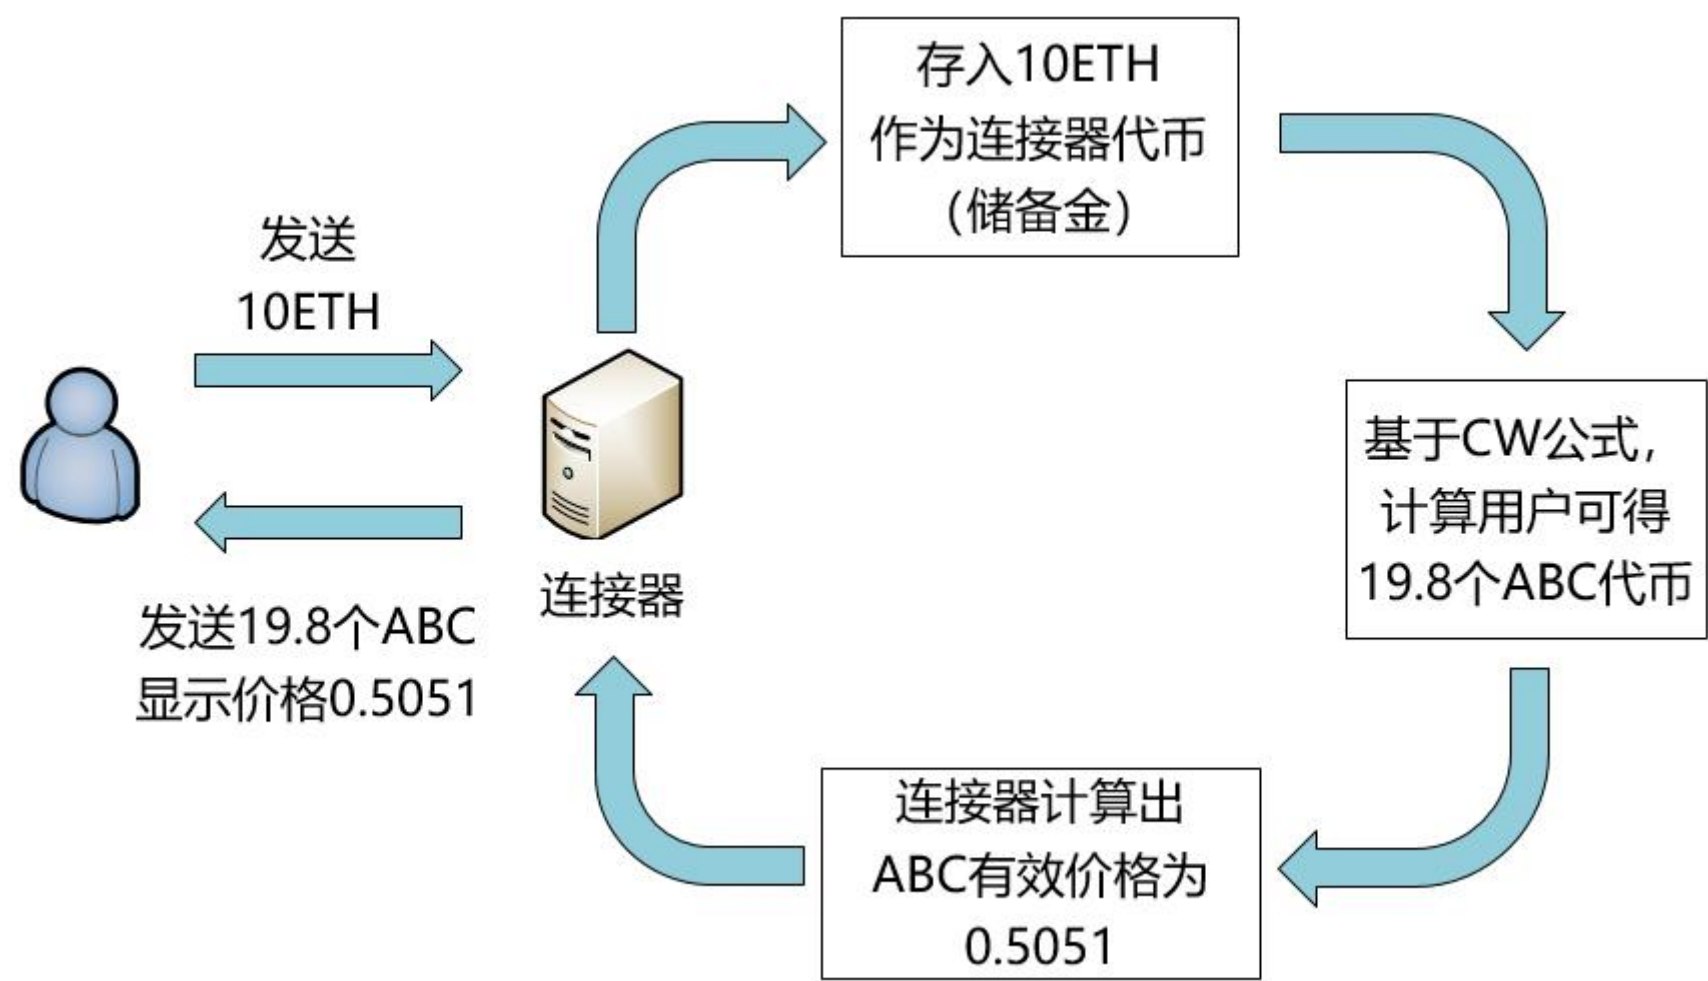 发送
10ETH
存入10ETH
作为连接器代币
（储备金）
基于CW公式，
计算用户可得
19.8个ABC代币
连接器
发送19.8个ABC
显示价格0.5051
连接器计算出
ABC有效价格为
0.5051